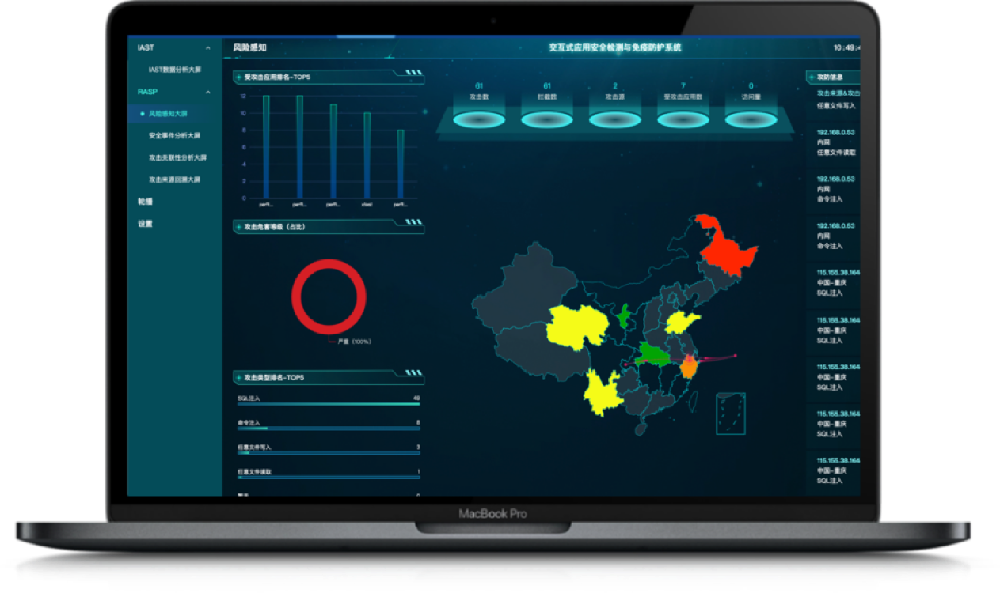 IAST
IAST数据分析大屏
RASP
风险感知大屏
安全事件分析大屏
攻击关联性分析大屏
攻击来源回溯大屏
轮播
设置
风险感知
交互式应用安全检测与免疫防护系统
10:49:4
受攻击应用排名-TOP5
12
10
8
6
4
2
0
perft...
perft...
perft...
xtest
perft...
攻击危害等级（占比）
严重（100%）
攻击类型排名-TOP5
SQL注入 49
命令注入 8
任意文件写入 3
任意文件读取 1
0
61
攻击数
61
拦截数
2
攻击源
7
受攻击应用数
0
访问量
攻防信息
攻击来源&攻击
任意文件写入
192.168.0.53
内网
任意文件读取
192.168.0.53
内网
命令注入
192.168.0.53
内网
命令注入
115.155.38.164
中国-重庆
SQL注入
115.155.38.164
中国-重庆
SQL注入
115.155.38.164
中国-重庆
SQL注入
115.155.38.164
中国-重庆
SQL注入
115.155.38.164
中国-重庆
SQL注入
MacBook Pro